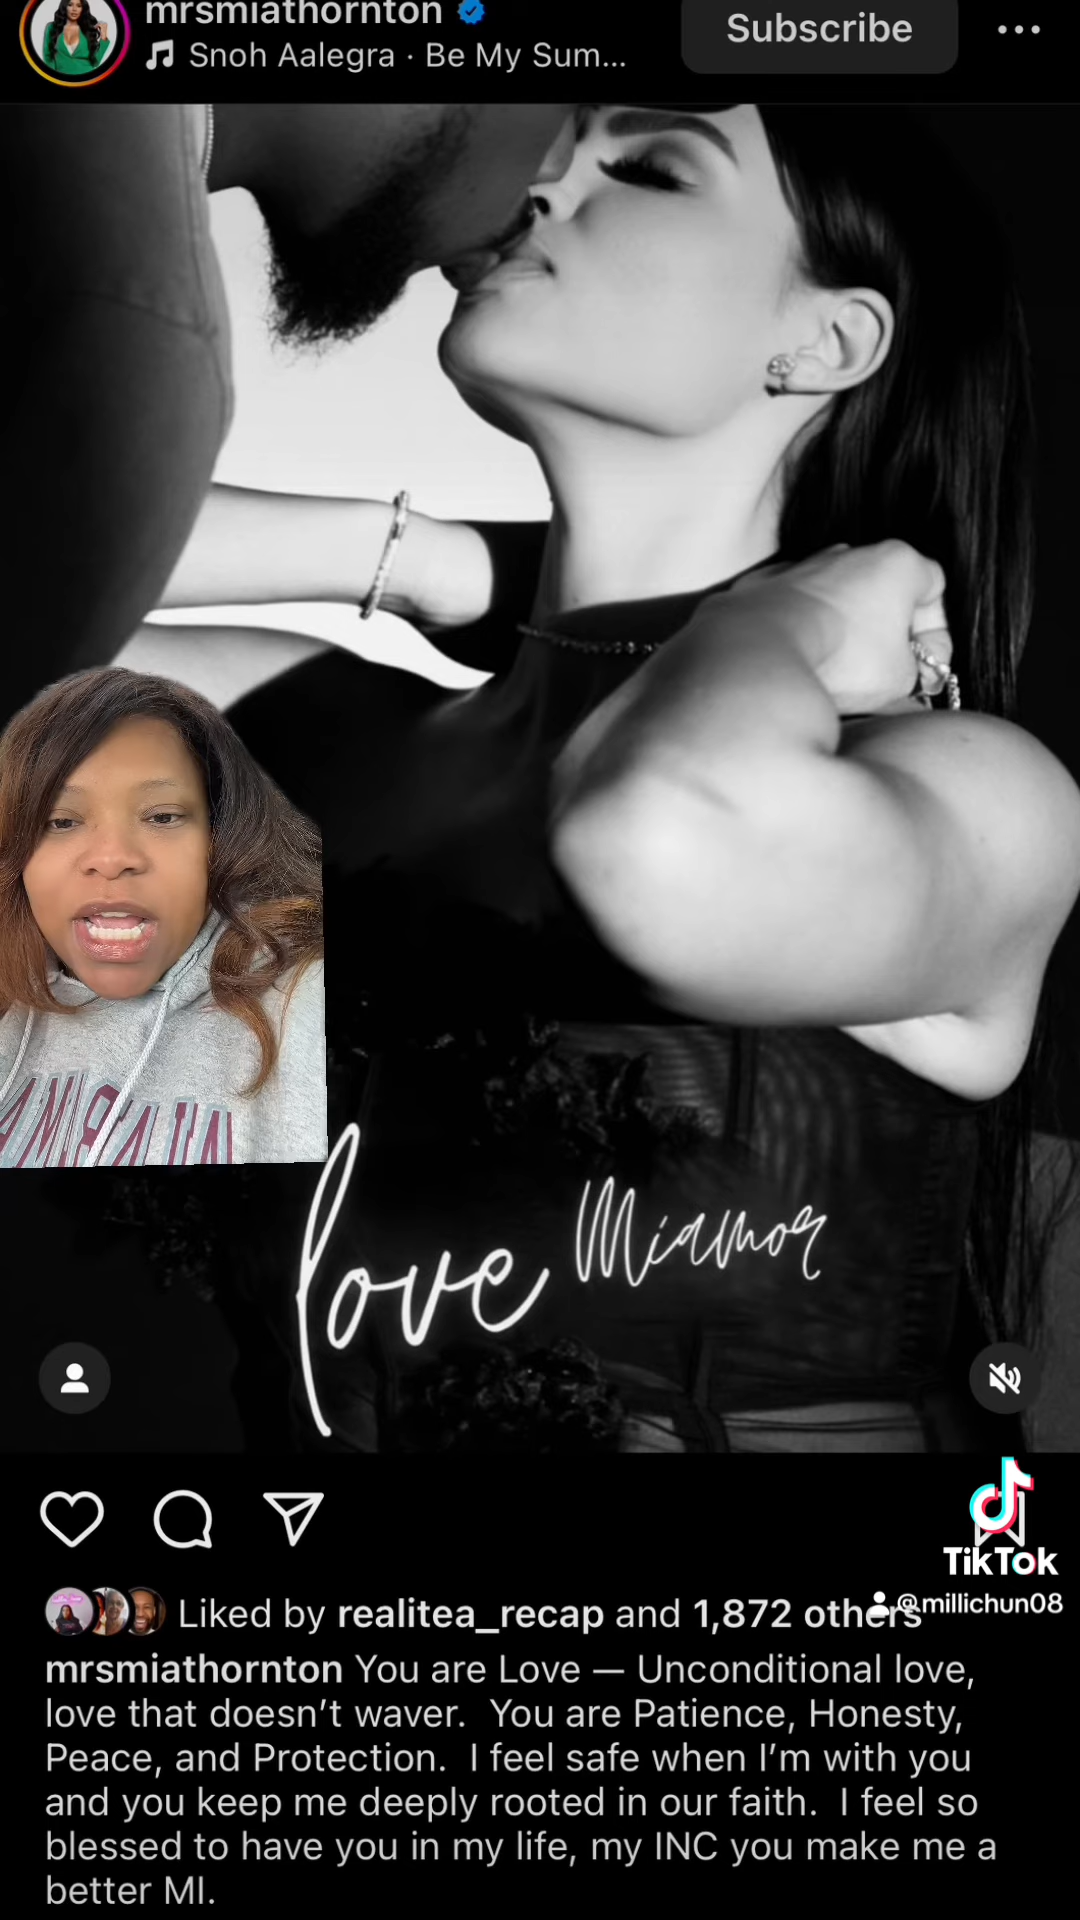 mrsmiathornton
Snoh Aalegra · Be My Sum...
Subscribe
love Miamor
TikTok
@millichun08
Liked by realitea_recap and 1,872 others
mrsmiathornton You are Love — Unconditional love,
love that doesn’t waver.  You are Patience, Honesty,
Peace, and Protection.  I feel safe when I’m with you
and you keep me deeply rooted in our faith.  I feel so
blessed to have you in my life, my INC you make me a
better MI.